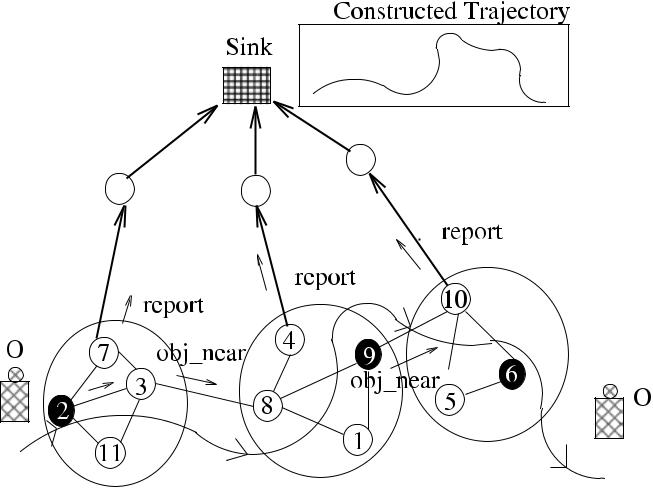 Constructed Trajectory
Sink
report
report
report
10
O
obj_near
4
7
9
3
obj_near
6
O
2
8
5
1
11